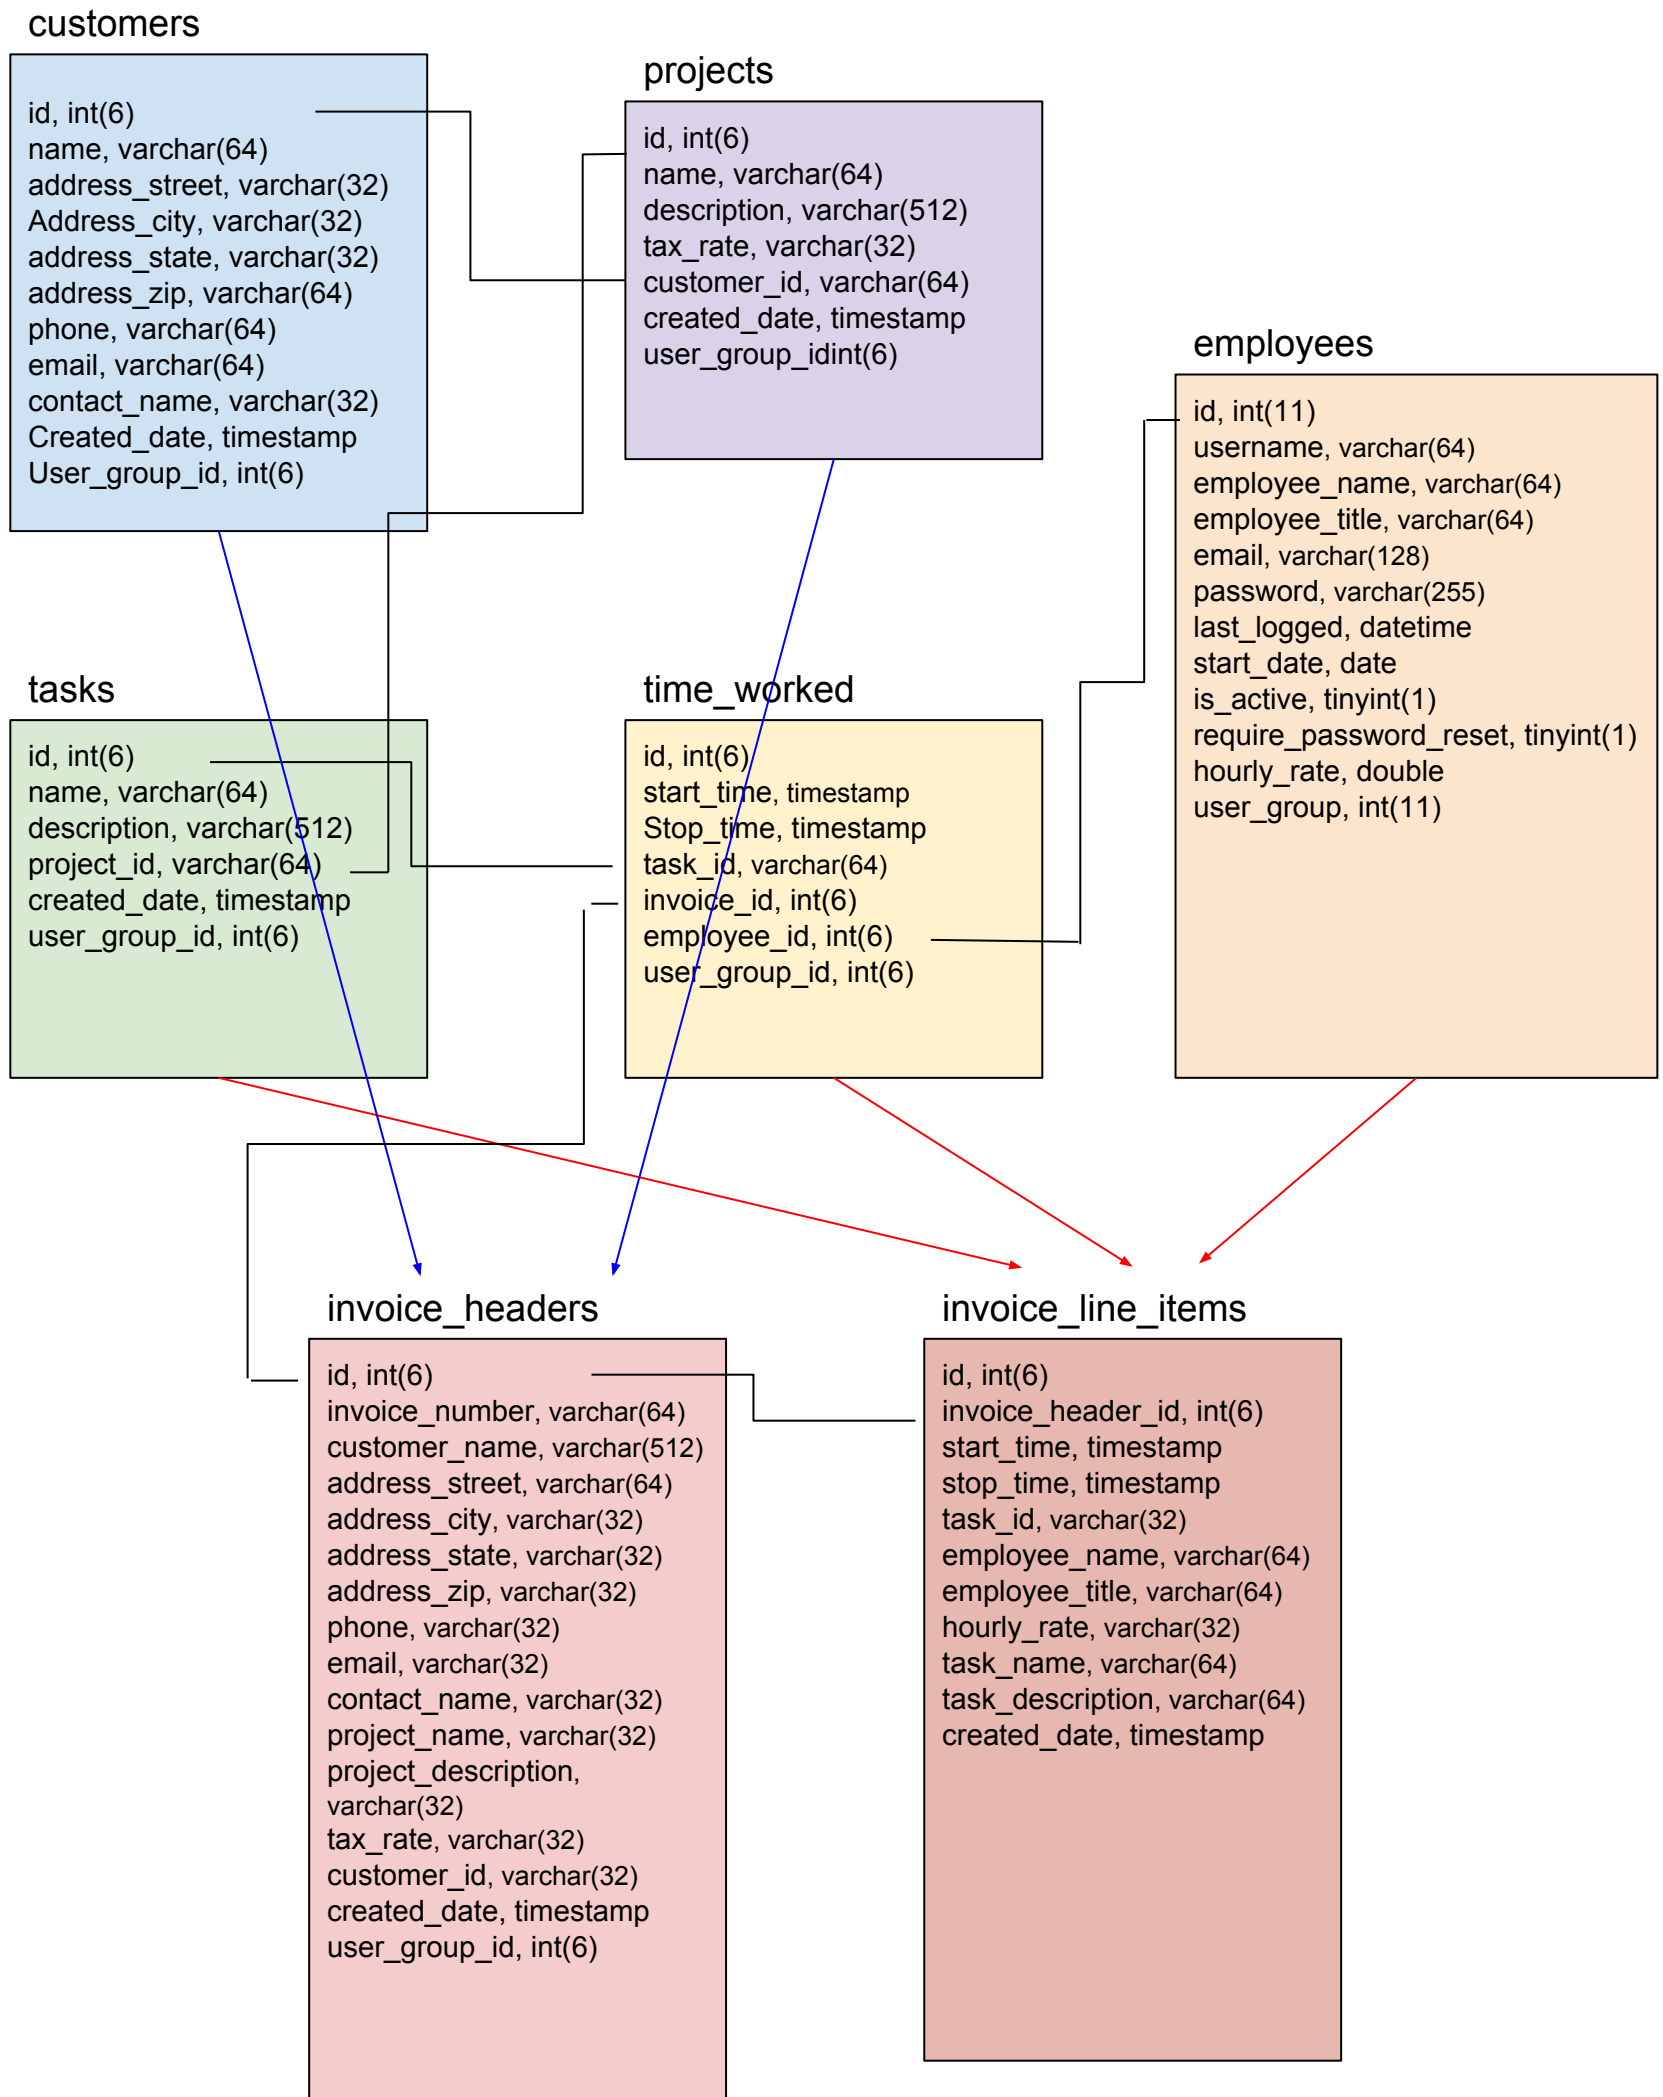 customers
id, int(6)
name, varchar(64)
address_street, varchar(32)
Address_city, varchar(32)
address_state, varchar(32)
address_zip, varchar(64)
phone, varchar(64)
email, varchar(64)
contact_name, varchar(32)
Created_date, timestamp
User_group_id, int(6)
projects
id, int(6)
name, varchar(64)
description, varchar(512)
tax_rate, varchar(32)
customer_id, varchar(64)
created_date, timestamp
user_group_idint(6)
employees
id, int(11)
username, varchar(64)
employee_name, varchar(64)
employee_title, varchar(64)
email, varchar(128)
password, varchar(255)
last_logged, datetime
start_date, date
is_active, tinyint(1)
require_password_reset, tinyint(1)
hourly_rate, double
user_group, int(11)
tasks
id, int(6)
name, varchar(64)
description, varchar(512)
project_id, varchar(64)
created_date, timestamp
user_group_id, int(6)
time_worked
id, int(6)
start_time, timestamp
Stop_time, timestamp
task_id, varchar(64)
invoice_id, int(6)
employee_id, int(6)
user_group_id, int(6)
invoice_headers
id, int(6)
invoice_number, varchar(64)
customer_name, varchar(512)
address_street, varchar(64)
address_city, varchar(32)
address_state, varchar(32)
address_zip, varchar(32)
phone, varchar(32)
email, varchar(32)
contact_name, varchar(32)
project_name, varchar(32)
project_description,
varchar(32)
tax_rate, varchar(32)
customer_id, varchar(32)
created_date, timestamp
user_group_id, int(6)
invoice_line_items
id, int(6)
invoice_header_id, int(6)
start_time, timestamp
stop_time, timestamp
task_id, varchar(32)
employee_name, varchar(64)
employee_title, varchar(64)
hourly_rate, varchar(32)
task_name, varchar(64)
task_description, varchar(64)
created_date, timestamp